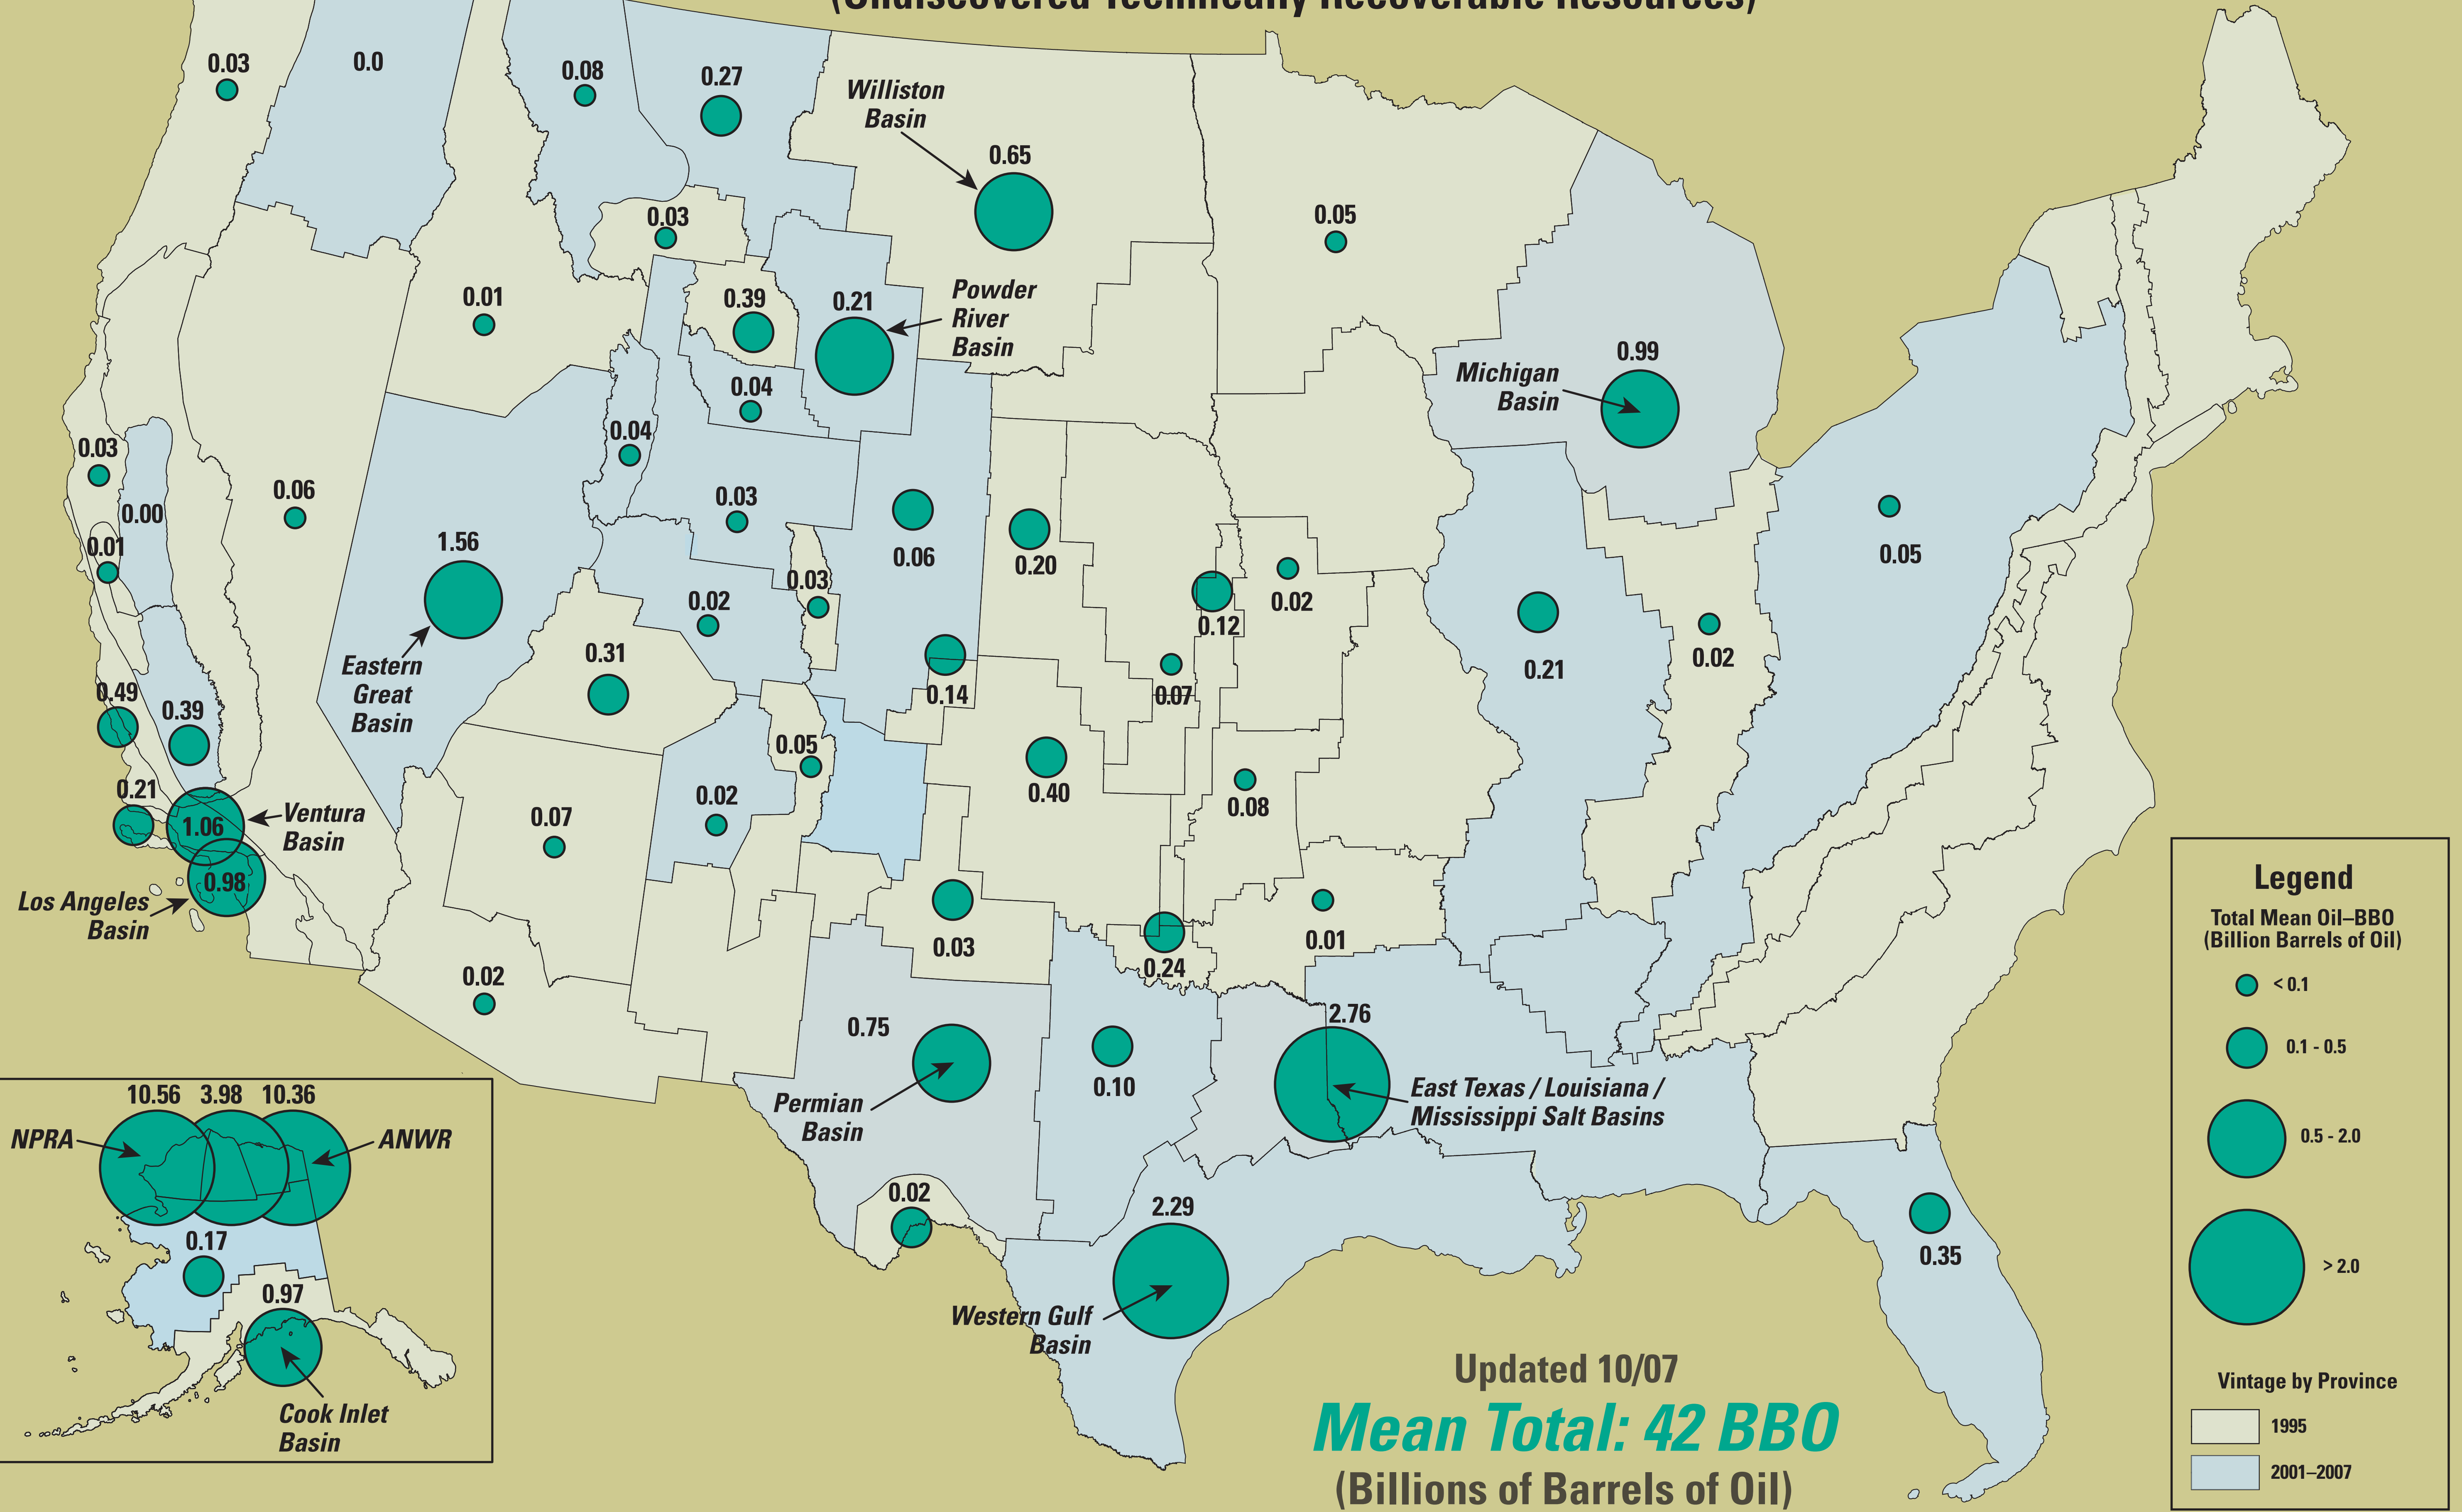 (Undiscovered Technically Recoverable Resources)
0.03
0.0
0.08
0.27
Williston
Basin
0.65
0.05
0.03
0.01
0.39
0.21
Powder
River
Basin
0.04
0.99
Michigan
Basin
0.03
0.04
0.06
0.00
0.01
0.03
0.06
0.20
0.05
1.56
Eastern
Great
Basin
0.02
0.03
0.12
0.02
0.21
0.02
0.31
0.14
0.07
0.49
0.39
0.05
0.40
0.08
0.21
1.06
Ventura
Basin
0.07
0.02
0.98
Los Angeles
Basin
0.03
0.24
0.01
0.02
0.75
Permian
Basin
0.10
2.76
East Texas / Louisiana /
Mississippi Salt Basins
0.02
2.29
Western Gulf
Basin
0.35
10.56
3.98
10.36
NPRA
ANWR
0.17
0.97
Cook Inlet
Basin
Updated 10/07
Mean Total: 42 BBO
(Billions of Barrels of Oil)
Legend
Total Mean Oil–BBO
(Billion Barrels of Oil)
< 0.1
0.1 - 0.5
0.5 - 2.0
> 2.0
Vintage by Province
1995
2001–2007